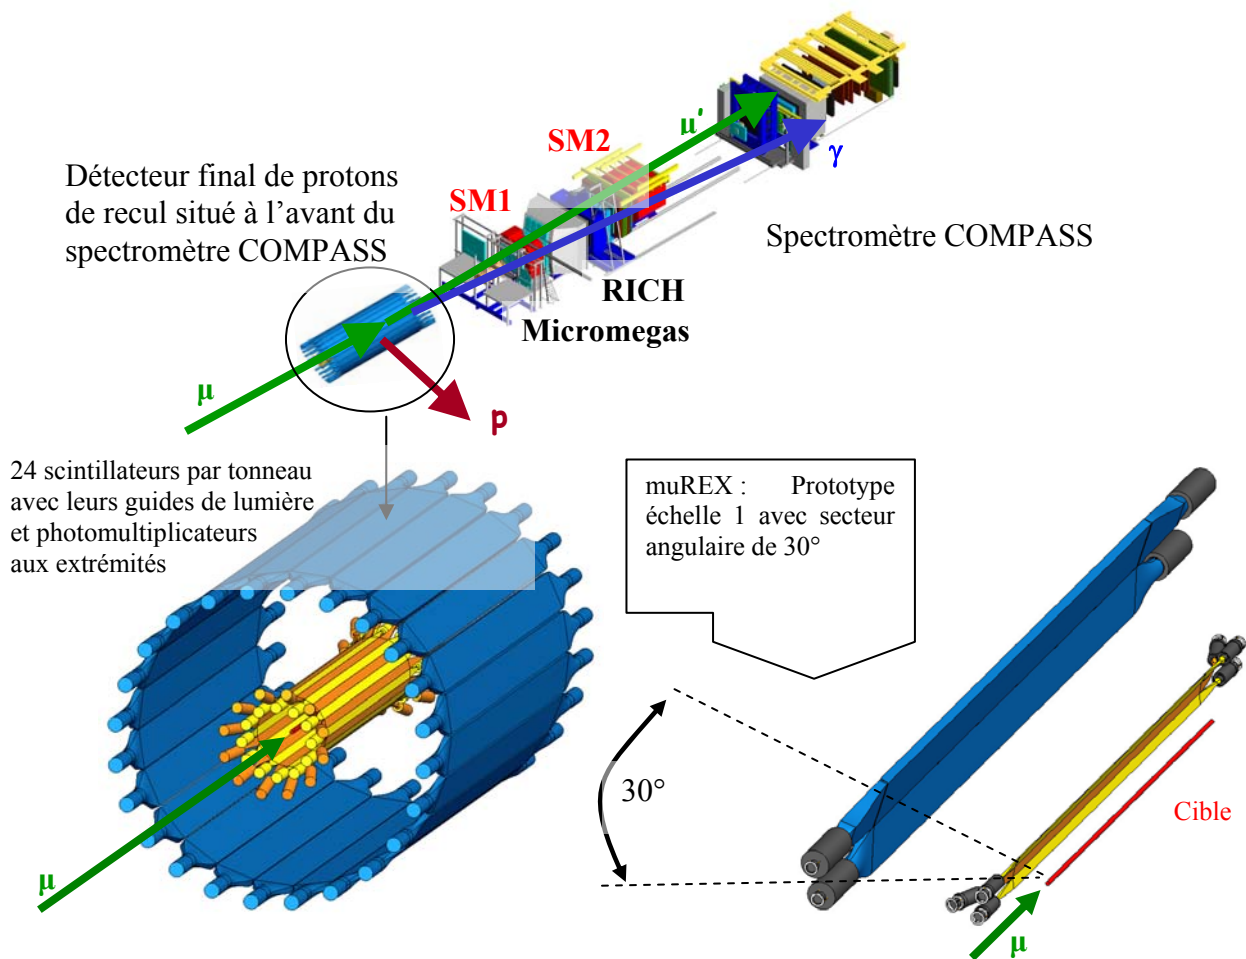 μ'
SM2
γ
Détecteur final de protons
de recul situé à l'avant du
spectromètre COMPASS
SM1
Spectromètre COMPASS
RICH
Micromegas
μ
p
24 scintillateurs par tonneau
avec leurs guides de lumière
et photomultiplicateurs
aux extrémités
muREX : Prototype
échelle 1 avec secteur
angulaire de 30°
30°
Cible
μ
μ